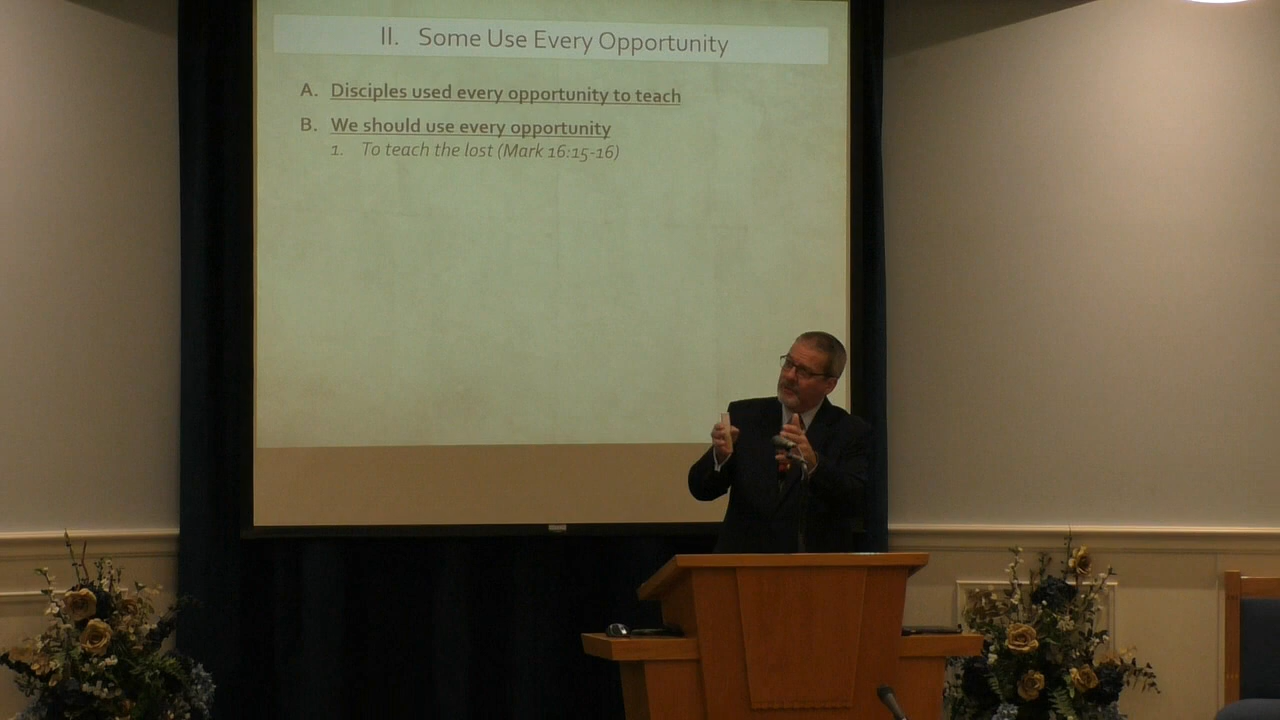 II. Some Use Every Opportunity
A. Disciples used every opportunity to teach
B. We should use every opportunity
1. To teach the lost (Mark 16:15-16)